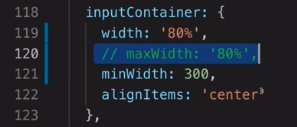 118 inputContainer: {
119 width: '80%',
120 // maxWidth: '80%',
121 minWidth: 300,
122 alignItems: 'center'
123 },